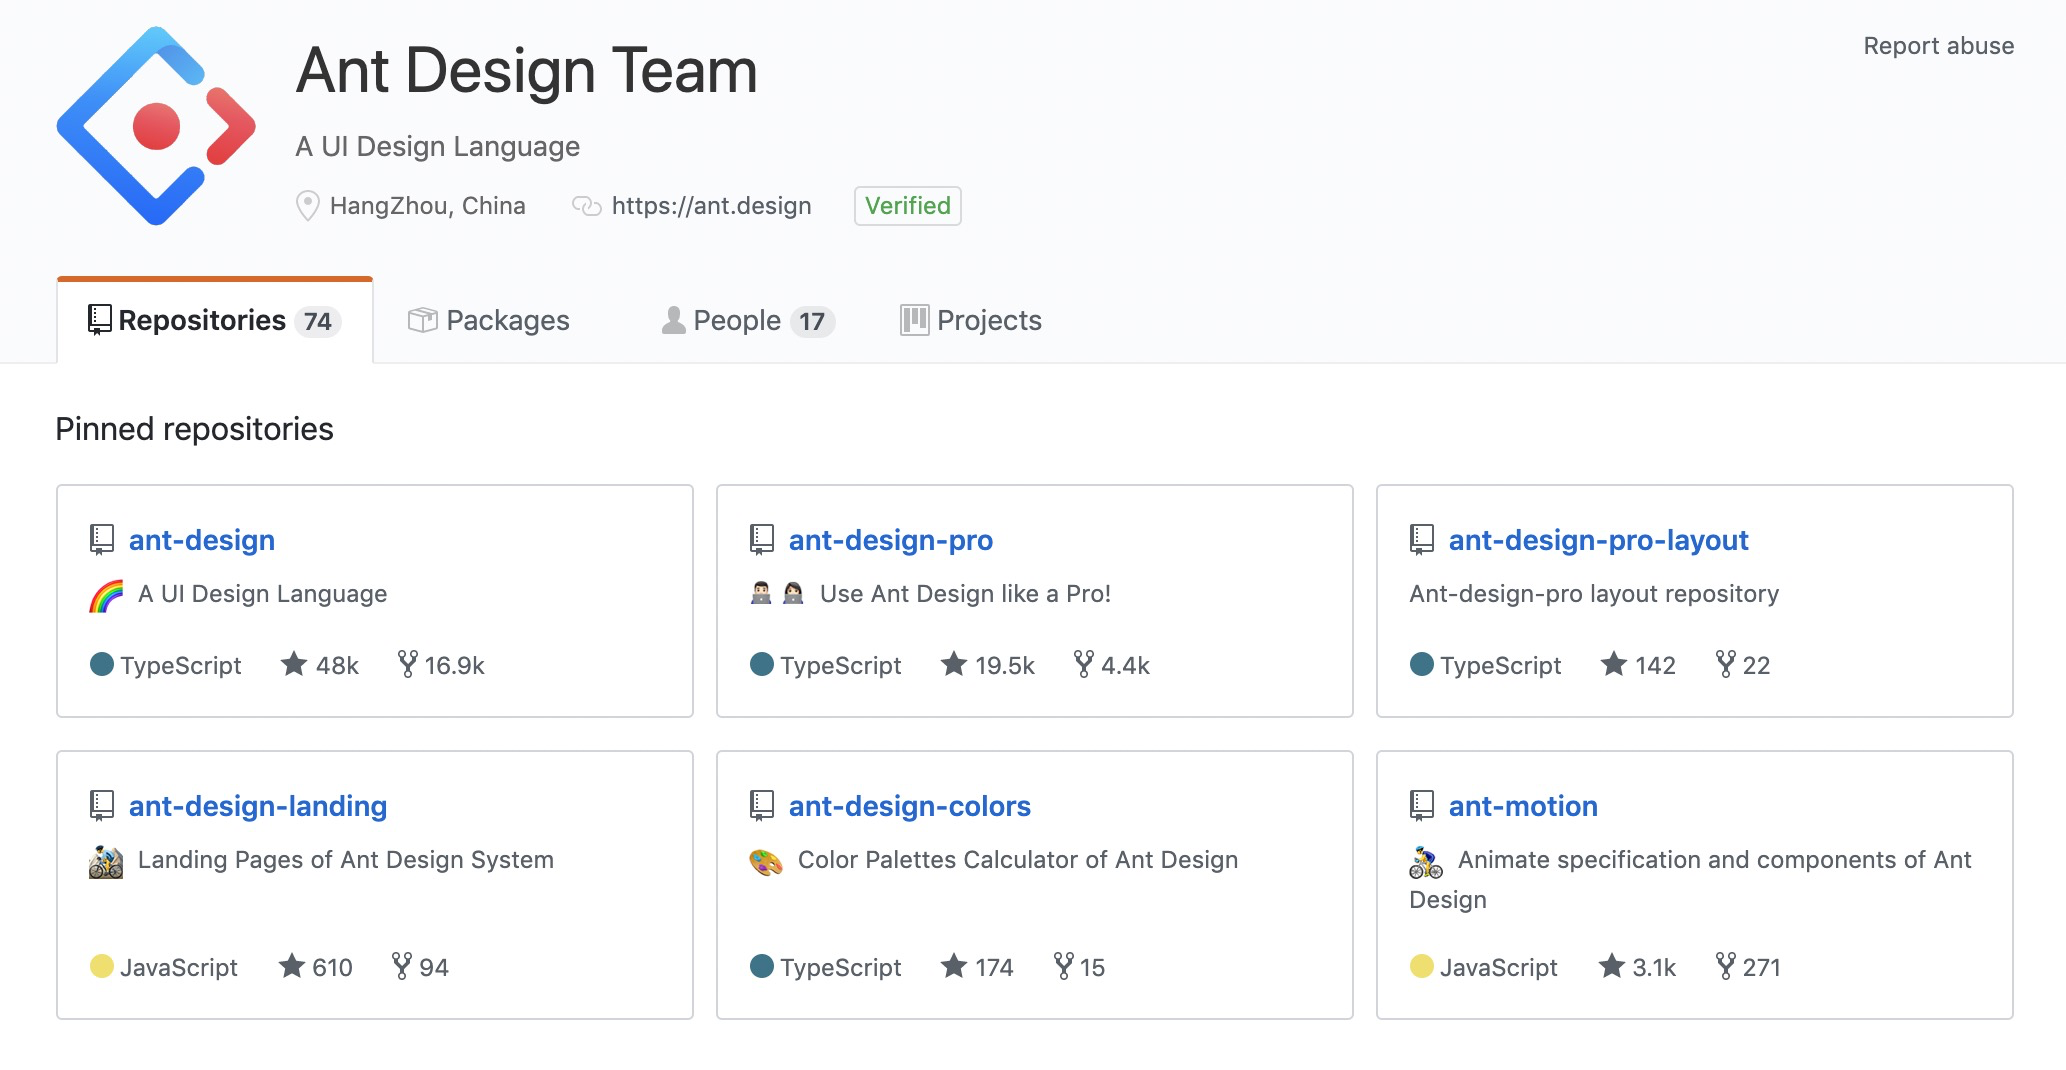 Ant Design Team
Report abuse
A UI Design Language
HangZhou, China https://ant.design Verified
Repositories 74 Packages People 17 Projects
Pinned repositories
ant-design
A UI Design Language
TypeScript 48k 16.9k
ant-design-pro
Use Ant Design like a Pro!
TypeScript 19.5k 4.4k
ant-design-pro-layout
Ant-design-pro layout repository
TypeScript 142 22
ant-design-landing
Landing Pages of Ant Design System
JavaScript 610 94
ant-design-colors
Color Palettes Calculator of Ant Design
TypeScript 174 15
ant-motion
Animate specification and components of Ant
Design
JavaScript 3.1k 271